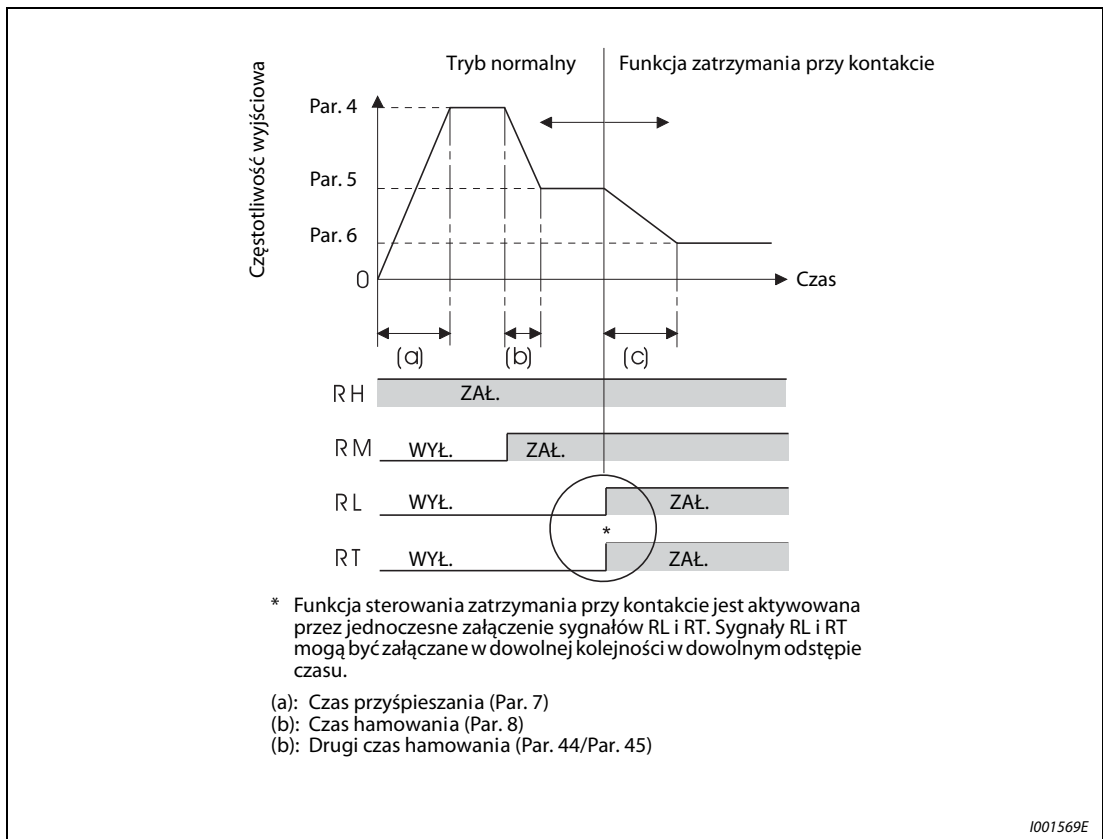 Tryb normalny
Funkcja zatrzymania przy kontakcie
Częstotliwość wyjściowa
Par. 4
Par. 5
Par. 6
0
Czas
(a)
(b)
(c)
RH ZAŁ.
RM WYŁ. ZAŁ.
RL WYŁ. ZAŁ.
*
RT WYŁ. ZAŁ.
* Funkcja sterowania zatrzymania przy kontakcie jest aktywowana
przez jednoczesne załączenie sygnałów RL i RT. Sygnały RL i RT
mogą być załączane w dowolnej kolejności w dowolnym odstępie
czasu.
(a): Czas przyśpieszania (Par. 7)
(b): Czas hamowania (Par. 8)
(b): Drugi czas hamowania (Par. 44/Par. 45)
I001569E